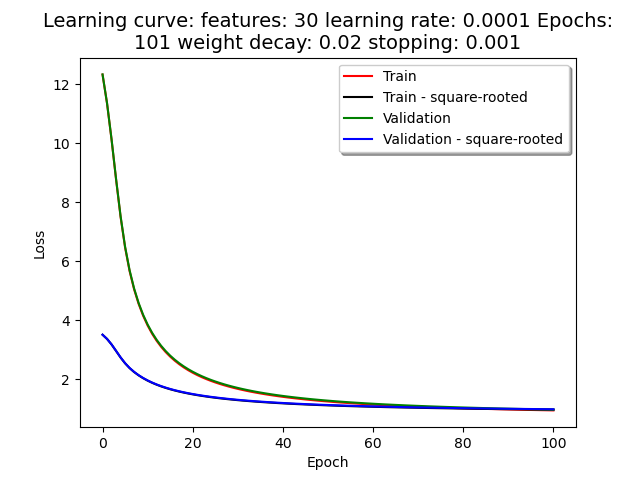 Learning curve: features: 30 learning rate: 0.0001 Epochs:
101 weight decay: 0.02 stopping: 0.001
Train
Train - square-rooted
Validation
Validation - square-rooted
12
10
8
6
4
2
Loss
0
20
40
60
80
100
Epoch